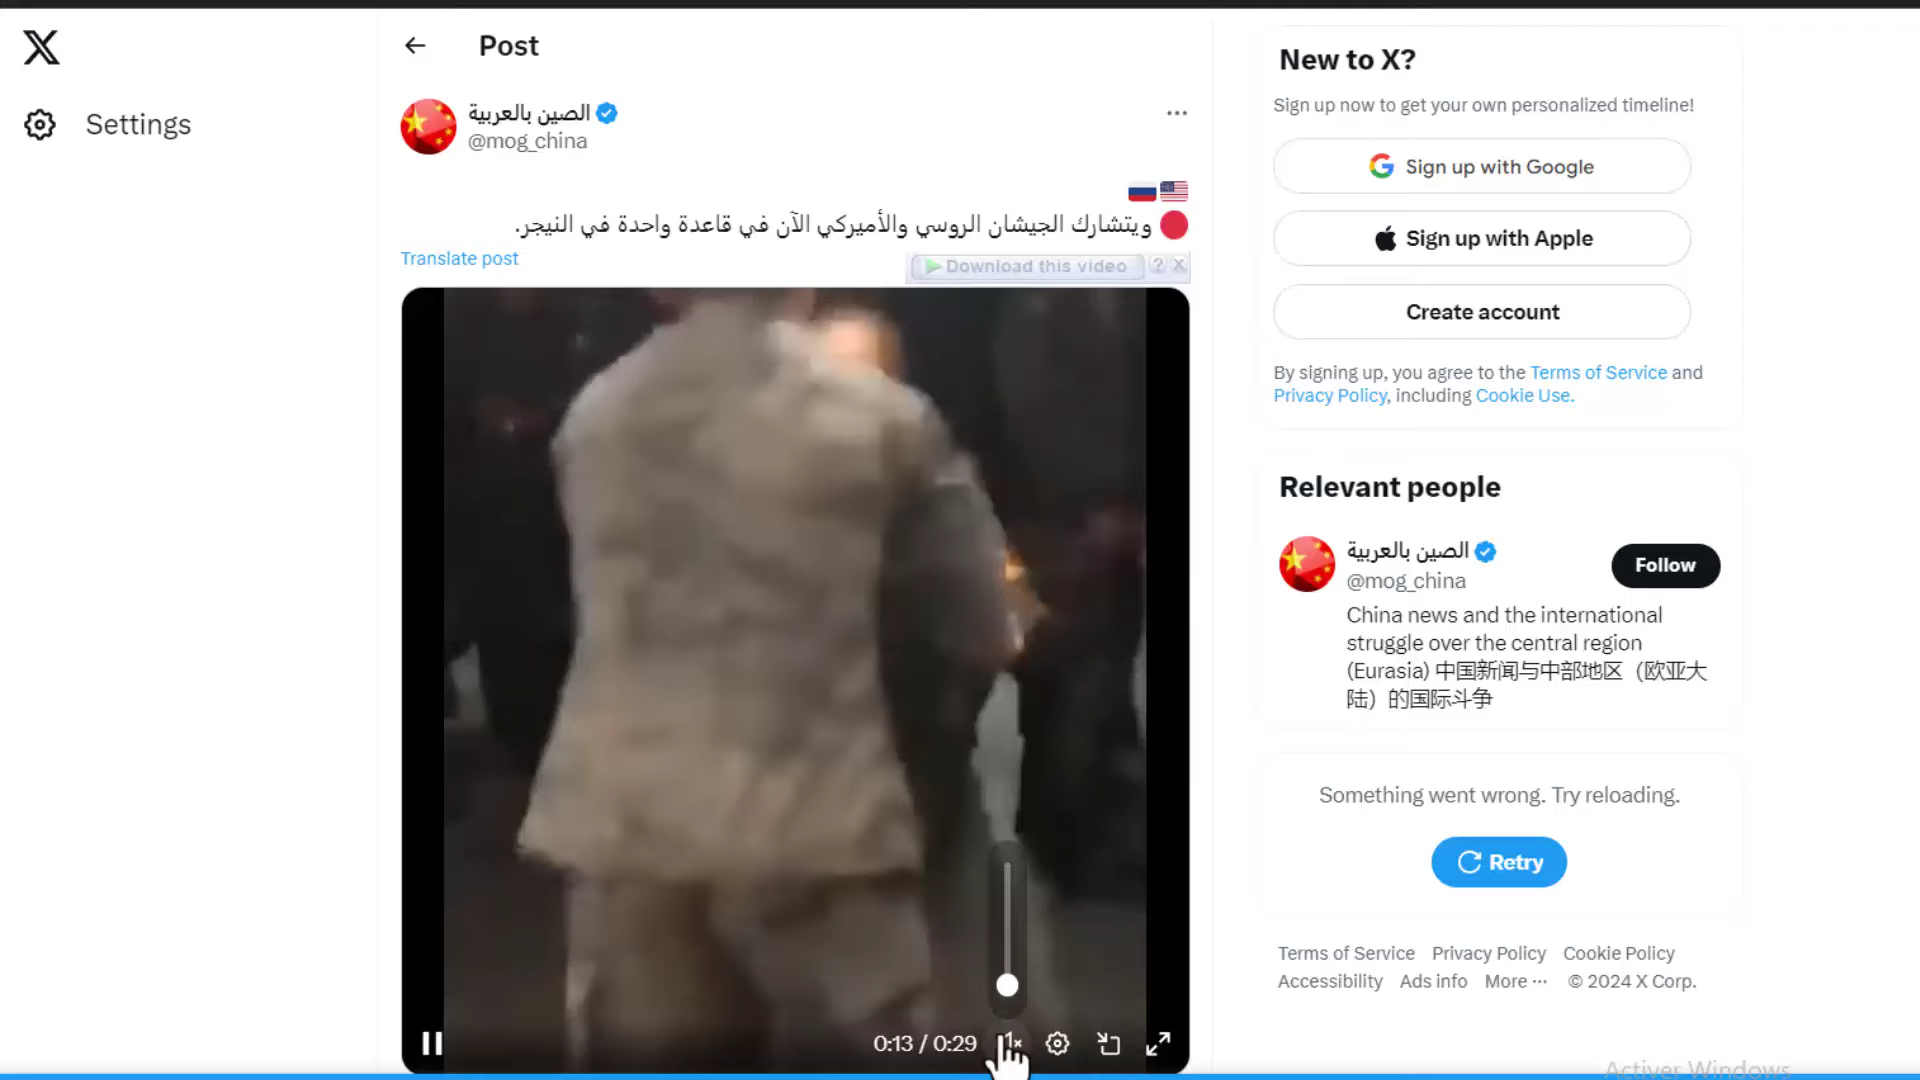 X
Settings
Post
الصين بالعربية
@mog_china
ويتشارك الجيشان الروسي والأميركي الآن في قاعدة واحدة في النيجر.
Translate post
Download this video ? X
0:13 / 0:29
New to X?
Sign up now to get your own personalized timeline!
Sign up with Google
Sign up with Apple
Create account
By signing up, you agree to the Terms of Service and
Privacy Policy, including Cookie Use.
Relevant people
الصين بالعربية
@mog_china
Follow
China news and the international
struggle over the central region
(Eurasia) 中国新闻与中部地区（欧亚大
陆）的国际斗争
Something went wrong. Try reloading.
Retry
Terms of Service Privacy Policy Cookie Policy
Accessibility Ads info More ··· © 2024 X Corp.
Activer Windows